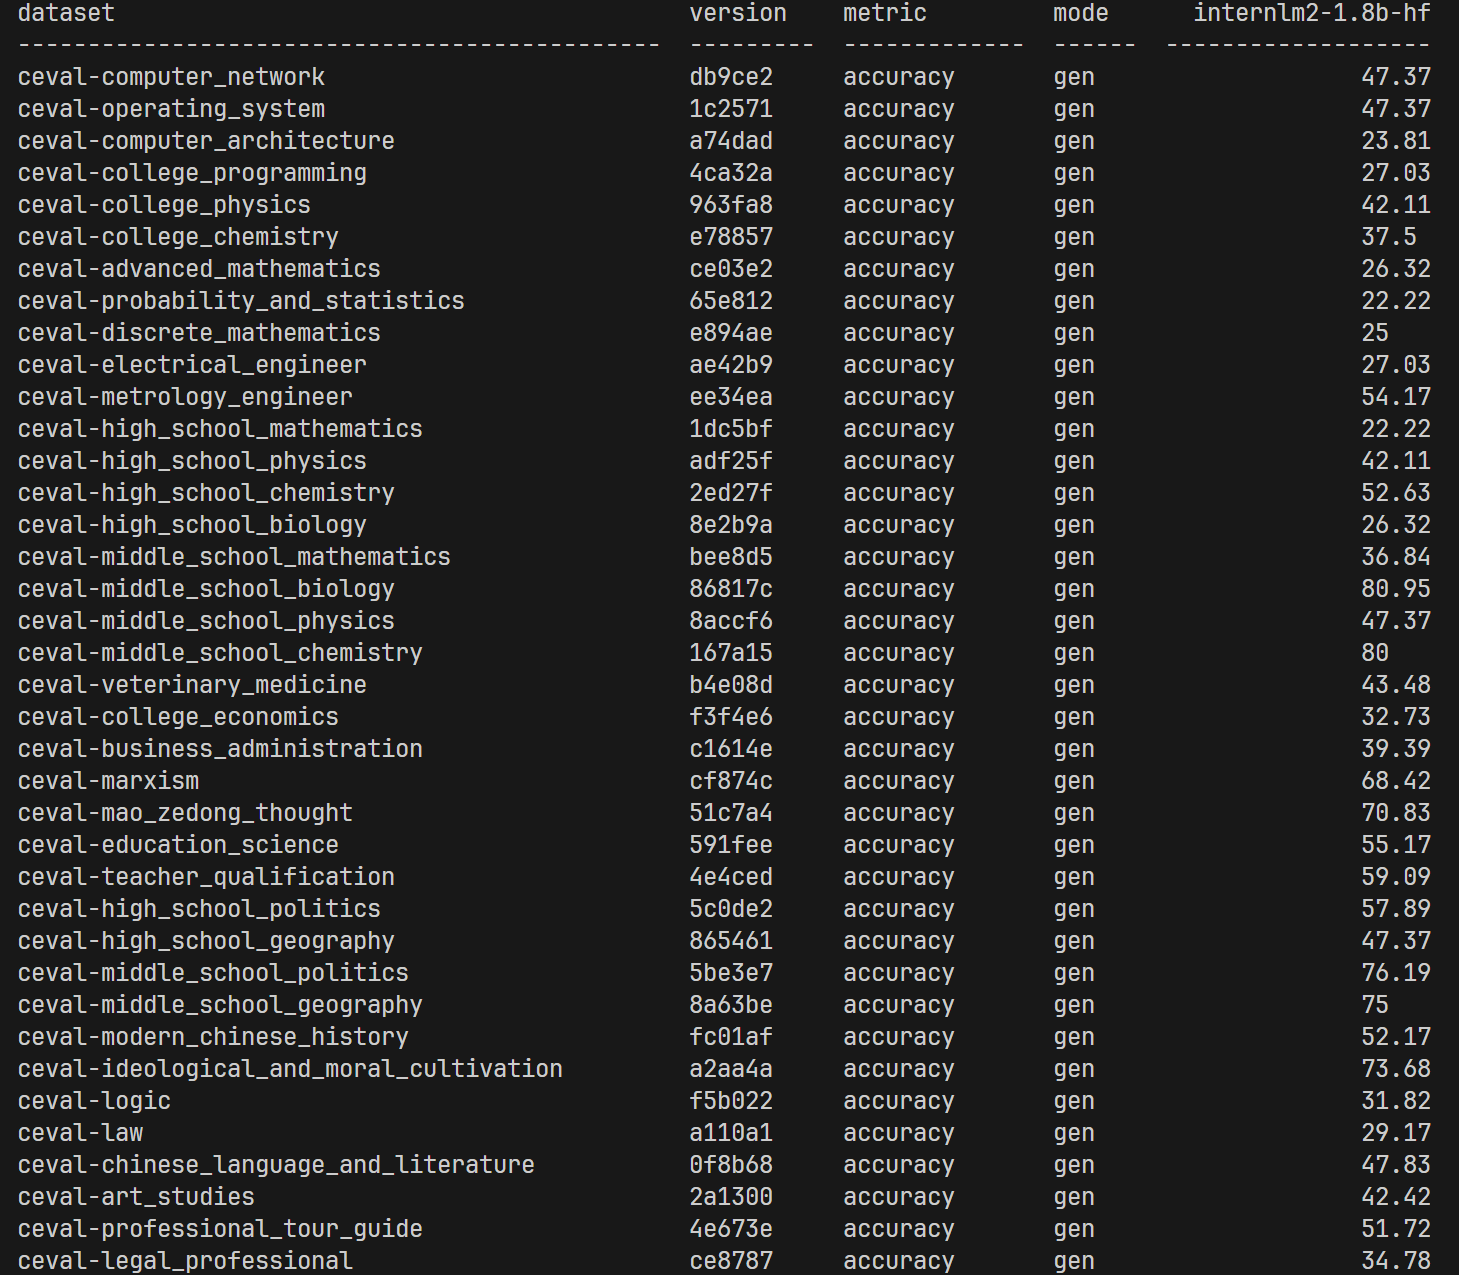 dataset version metric mode internlm2-1.8b-hf
---------------------------------------------- --------- ------------- ------ -------------------
ceval-computer_network db9ce2 accuracy gen 47.37
ceval-operating_system 1c2571 accuracy gen 47.37
ceval-computer_architecture a74dad accuracy gen 23.81
ceval-college_programming 4ca32a accuracy gen 27.03
ceval-college_physics 963fa8 accuracy gen 42.11
ceval-college_chemistry e78857 accuracy gen 37.5
ceval-advanced_mathematics ce03e2 accuracy gen 26.32
ceval-probability_and_statistics 65e812 accuracy gen 22.22
ceval-discrete_mathematics e894ae accuracy gen 25
ceval-electrical_engineer ae42b9 accuracy gen 27.03
ceval-metrology_engineer ee34ea accuracy gen 54.17
ceval-high_school_mathematics 1dc5bf accuracy gen 22.22
ceval-high_school_physics adf25f accuracy gen 42.11
ceval-high_school_chemistry 2ed27f accuracy gen 52.63
ceval-high_school_biology 8e2b9a accuracy gen 26.32
ceval-middle_school_mathematics bee8d5 accuracy gen 36.84
ceval-middle_school_biology 86817c accuracy gen 80.95
ceval-middle_school_physics 8accf6 accuracy gen 47.37
ceval-middle_school_chemistry 167a15 accuracy gen 80
ceval-veterinary_medicine b4e08d accuracy gen 43.48
ceval-college_economics f3f4e6 accuracy gen 32.73
ceval-business_administration c1614e accuracy gen 39.39
ceval-marxism cf874c accuracy gen 68.42
ceval-mao_zedong_thought 51c7a4 accuracy gen 70.83
ceval-education_science 591fee accuracy gen 55.17
ceval-teacher_qualification 4e4ced accuracy gen 59.09
ceval-high_school_politics 5c0de2 accuracy gen 57.89
ceval-high_school_geography 865461 accuracy gen 47.37
ceval-middle_school_politics 5be3e7 accuracy gen 76.19
ceval-middle_school_geography 8a63be accuracy gen 75
ceval-modern_chinese_history fc01af accuracy gen 52.17
ceval-ideological_and_moral_cultivation a2aa4a accuracy gen 73.68
ceval-logic f5b022 accuracy gen 31.82
ceval-law a110a1 accuracy gen 29.17
ceval-chinese_language_and_literature 0f8b68 accuracy gen 47.83
ceval-art_studies 2a1300 accuracy gen 42.42
ceval-professional_tour_guide 4e673e accuracy gen 51.72
ceval-legal_professional ce8787 accuracy gen 34.78